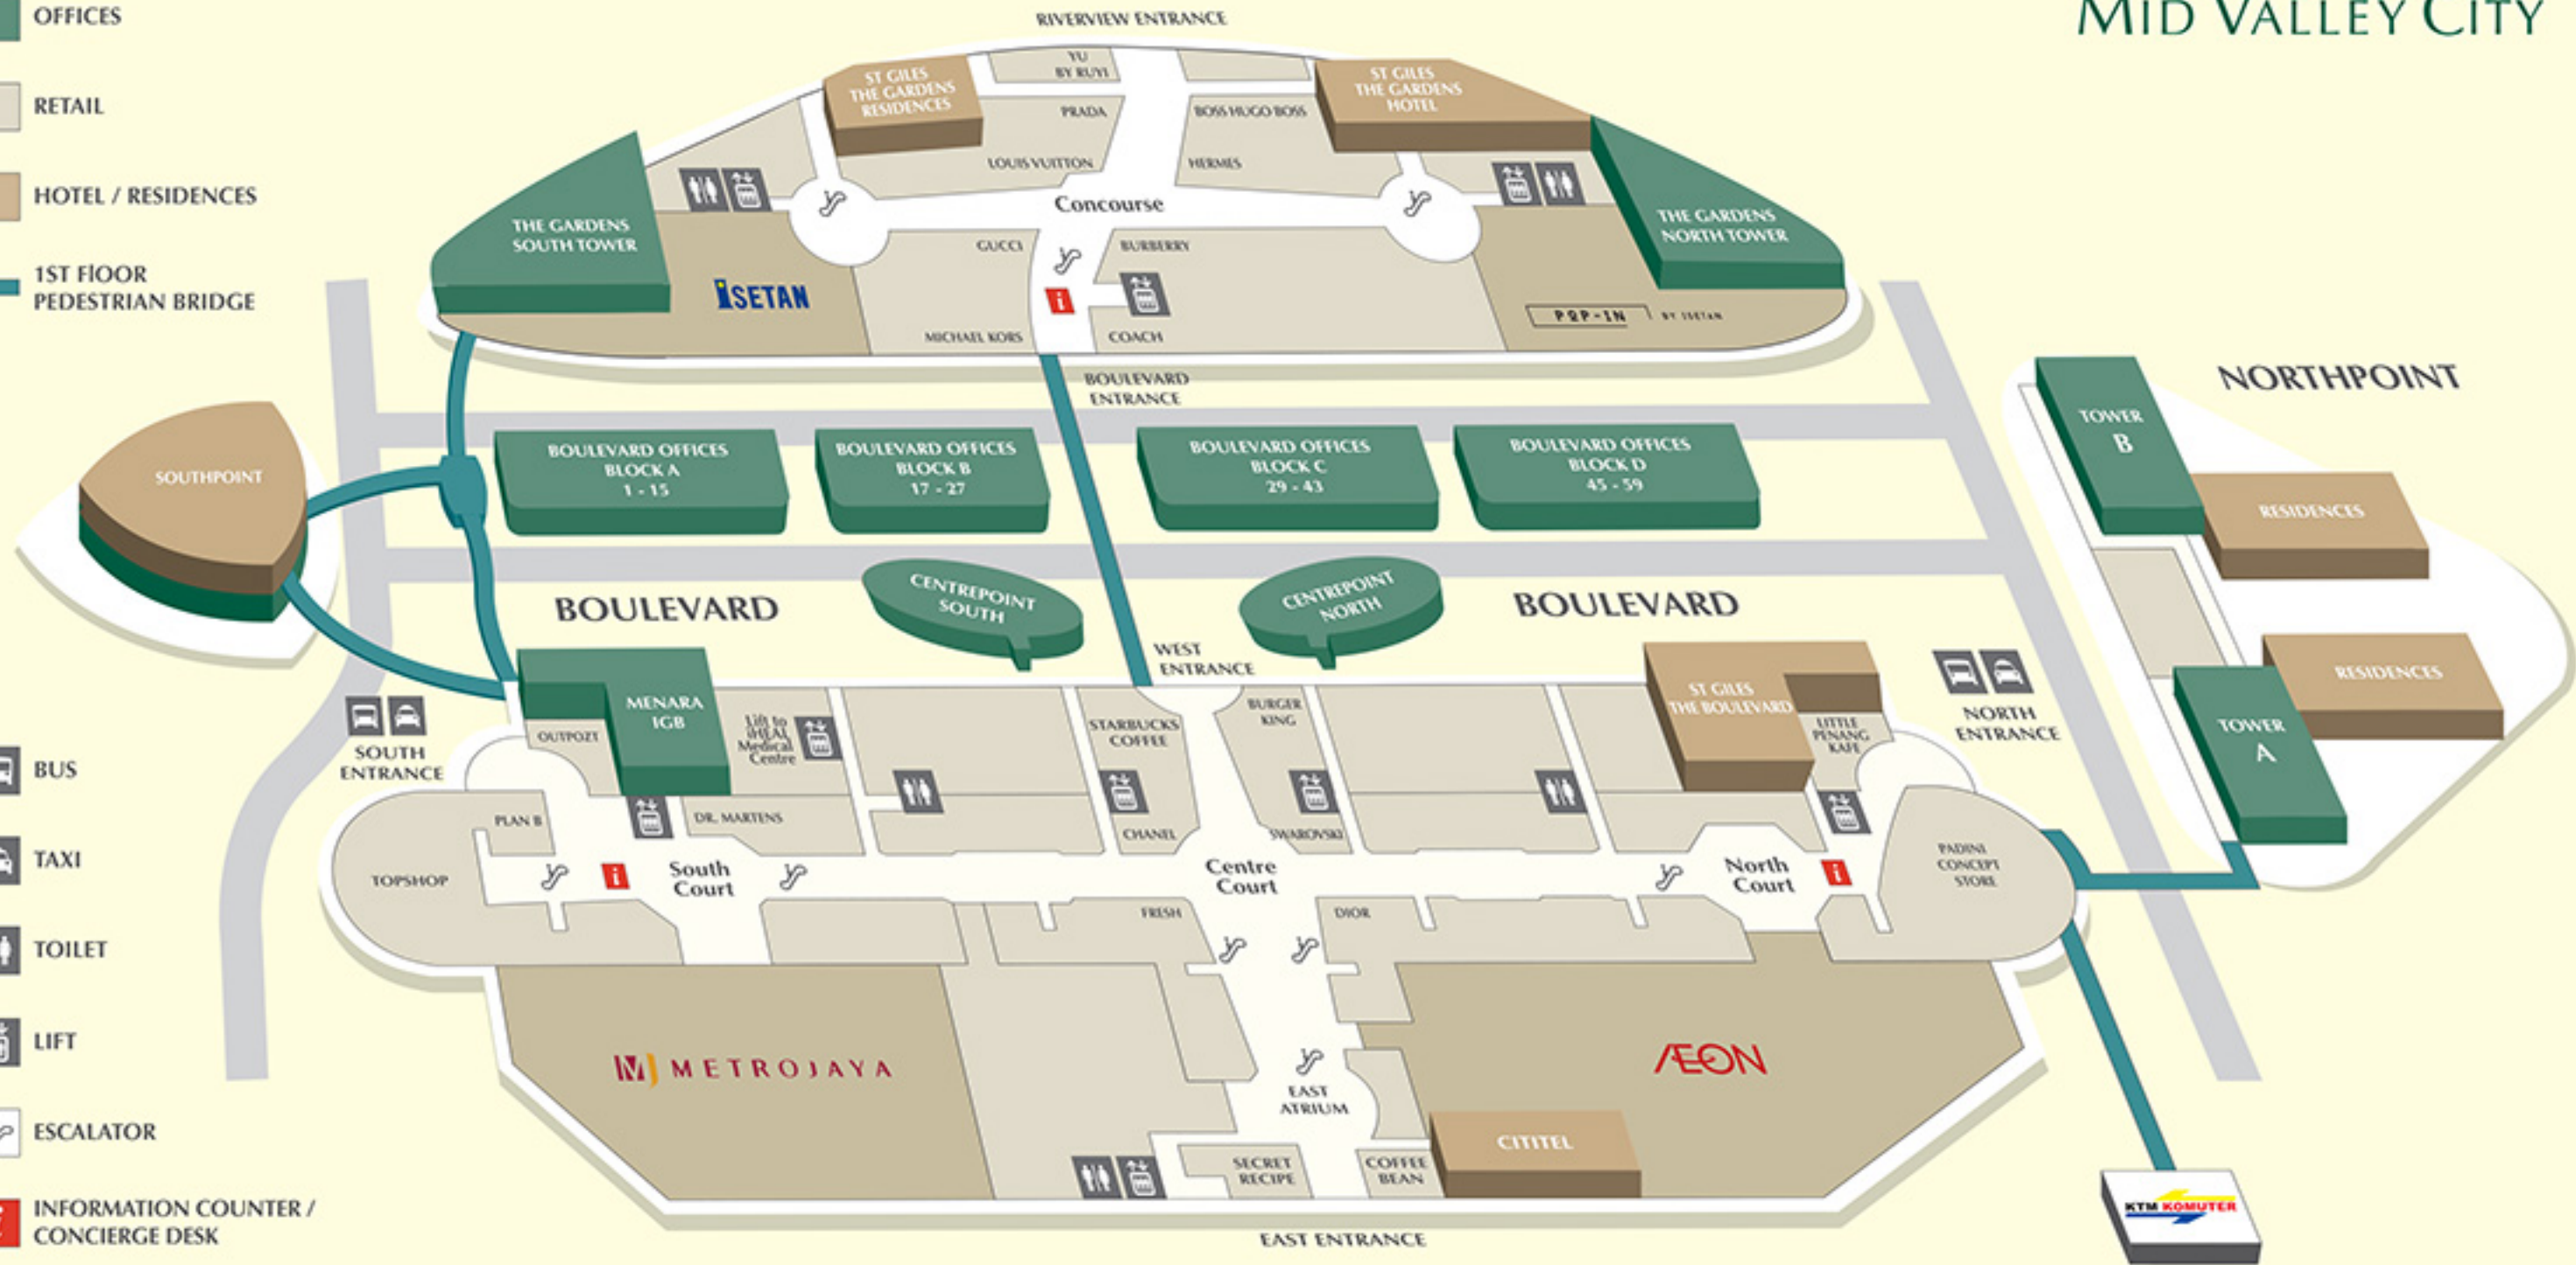 MID VALLEY CITY
OFFICES
RETAIL
HOTEL / RESIDENCES
1ST FlOOR
PEDESTRIAN BRIDGE
BUS
TAXI
TOILET
LIFT
ESCALATOR
INFORMATION COUNTER /
CONCIERGE DESK
RIVERVIEW ENTRANCE
YU
BY RUYI
ST GILES
THE GARDENS
RESIDENCES
PRADA
LOUIS VUITTON
BOSS HUGO BOSS
HERMES
ST GILES
THE GARDENS
HOTEL
THE GARDENS
SOUTH TOWER
Concourse
THE GARDENS
NORTH TOWER
ISETAN
GUCCI
BURBERRY
i
MICHAEL KORS
COACH
POP-IN BY ISETAN
BOULEVARD
ENTRANCE
SOUTHPOINT
BOULEVARD OFFICES
BLOCK A
1 - 15
BOULEVARD OFFICES
BLOCK B
17 - 27
BOULEVARD OFFICES
BLOCK C
29 - 43
BOULEVARD OFFICES
BLOCK D
45 - 59
NORTHPOINT
TOWER
B
RESIDENCES
RESIDENCES
TOWER
A
BOULEVARD
CENTREPOINT
SOUTH
CENTREPOINT
NORTH
BOULEVARD
WEST
ENTRANCE
SOUTH
ENTRANCE
OUTPOZT
MENARA
IGB
Lift to
iHEAL
Medical
Centre
STARBUCKS
COFFEE
BURGER
KING
ST GILES
THE BOULEVARD
LITTLE
PENANG
KAFE
NORTH
ENTRANCE
PLAN B
DR. MARTENS
CHANEL
SWAROVSKI
TOPSHOP
i
South
Court
Centre
Court
North
Court
i
PADINI
CONCEPT
STORE
FRESH
DIOR
METROJAYA
EAST
ATRIUM
ÆON
SECRET
RECIPE
COFFEE
BEAN
CITITEL
KTM KOMUTER
EAST ENTRANCE